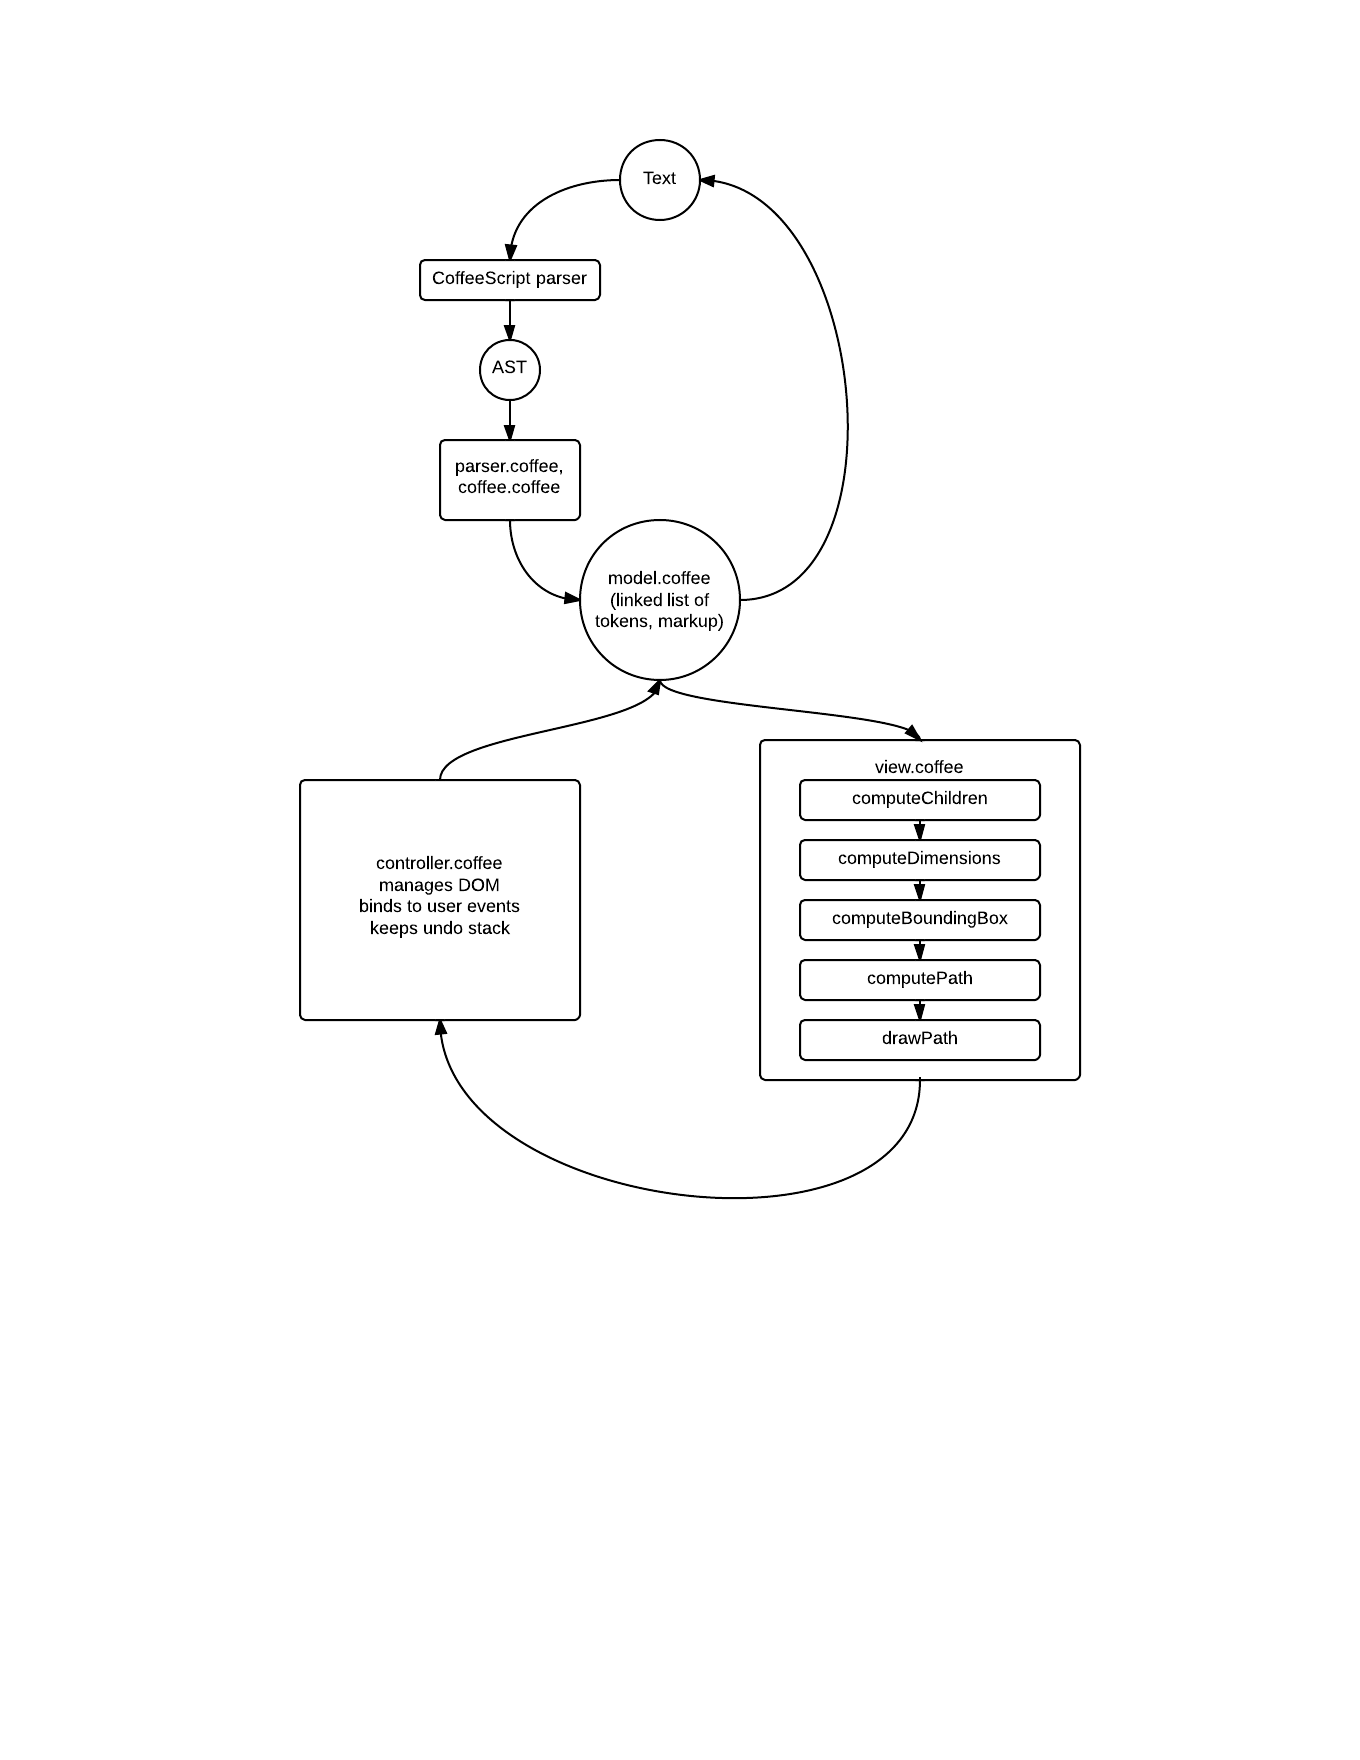 Text
CoffeeScript parser
AST
parser.coffee,
coffee.coffee
model.coffee
(linked list of
tokens, markup)
view.coffee
computeChildren
computeDimensions
computeBoundingBox
computePath
drawPath
controller.coffee
manages DOM
binds to user events
keeps undo stack